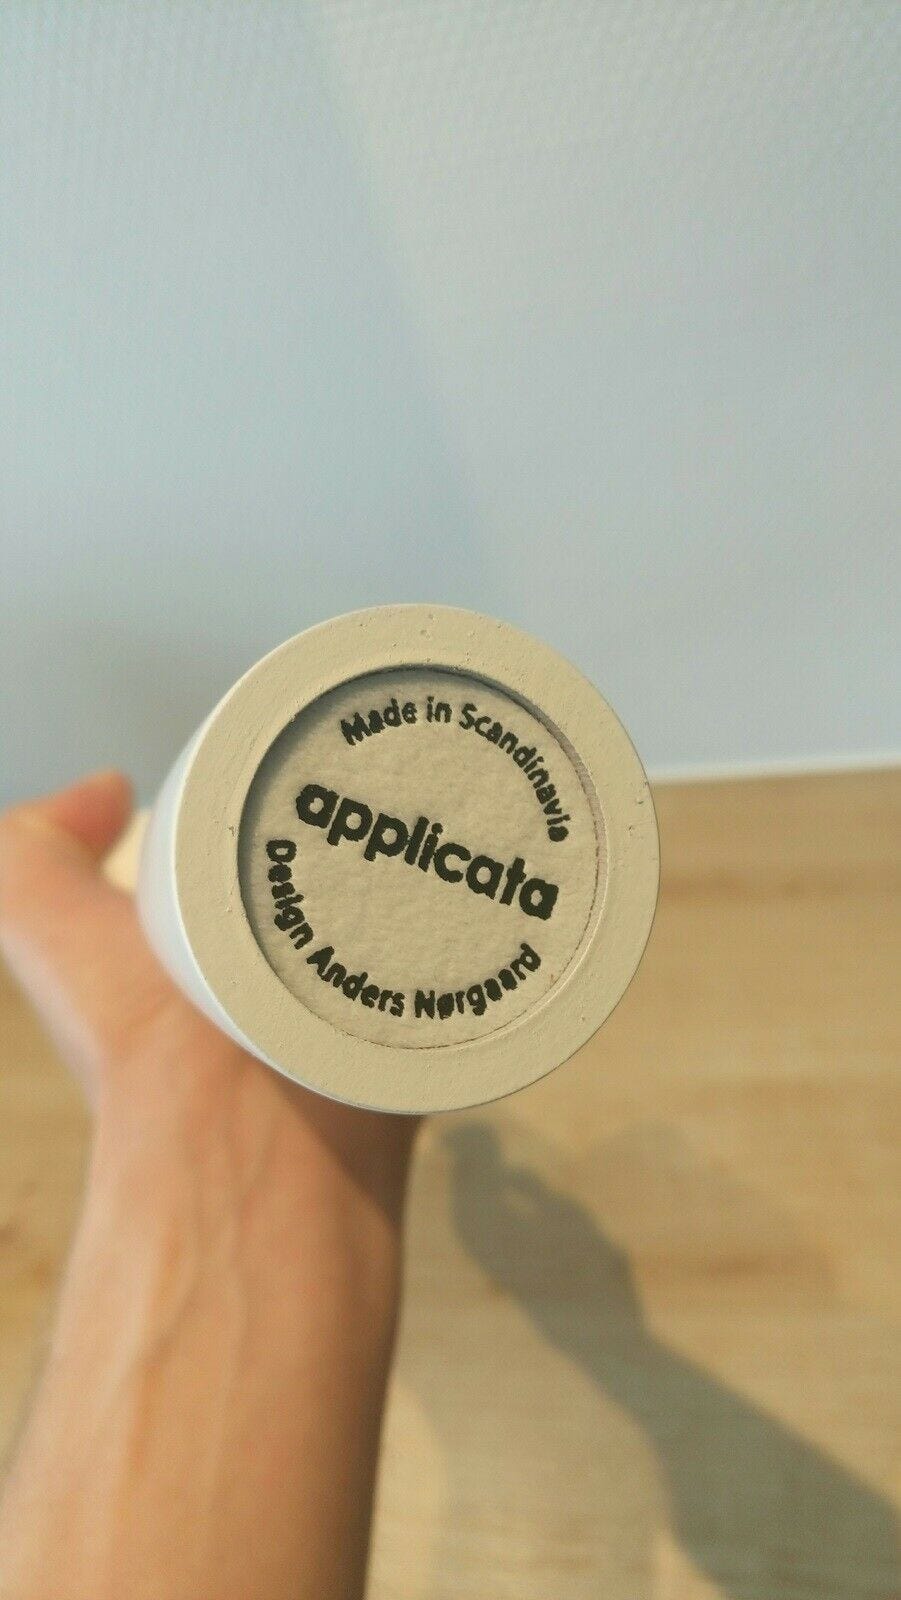 Made in Scandinavia
applicata
Design Anders Nørgaard